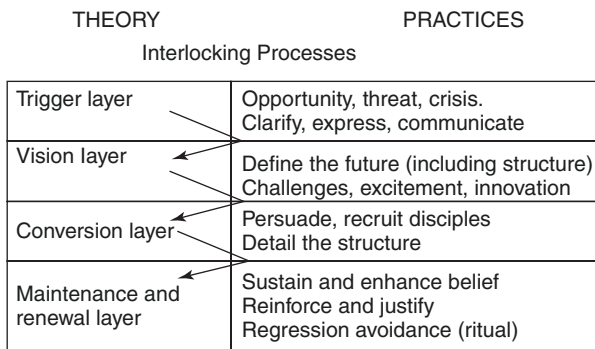 THEORY PRACTICES
Interlocking Processes
Trigger layer
Opportunity, threat, crisis.
Clarify, express, communicate
Vision layer
Define the future (including structure)
Challenges, excitement, innovation
Conversion layer
Persuade, recruit disciples
Detail the structure
Maintenance and
renewal layer
Sustain and enhance belief
Reinforce and justify
Regression avoidance (ritual)